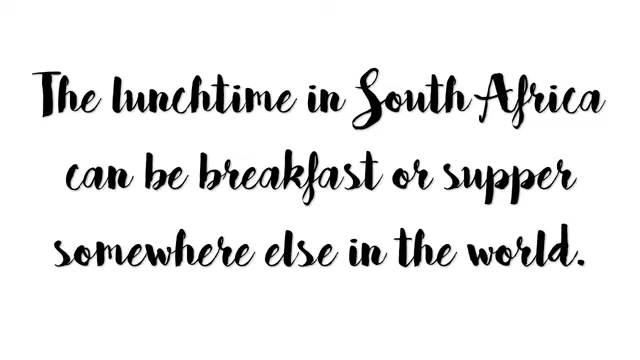 The lunchtime in South Africa
can be breakfast or supper
somewhere else in the world.